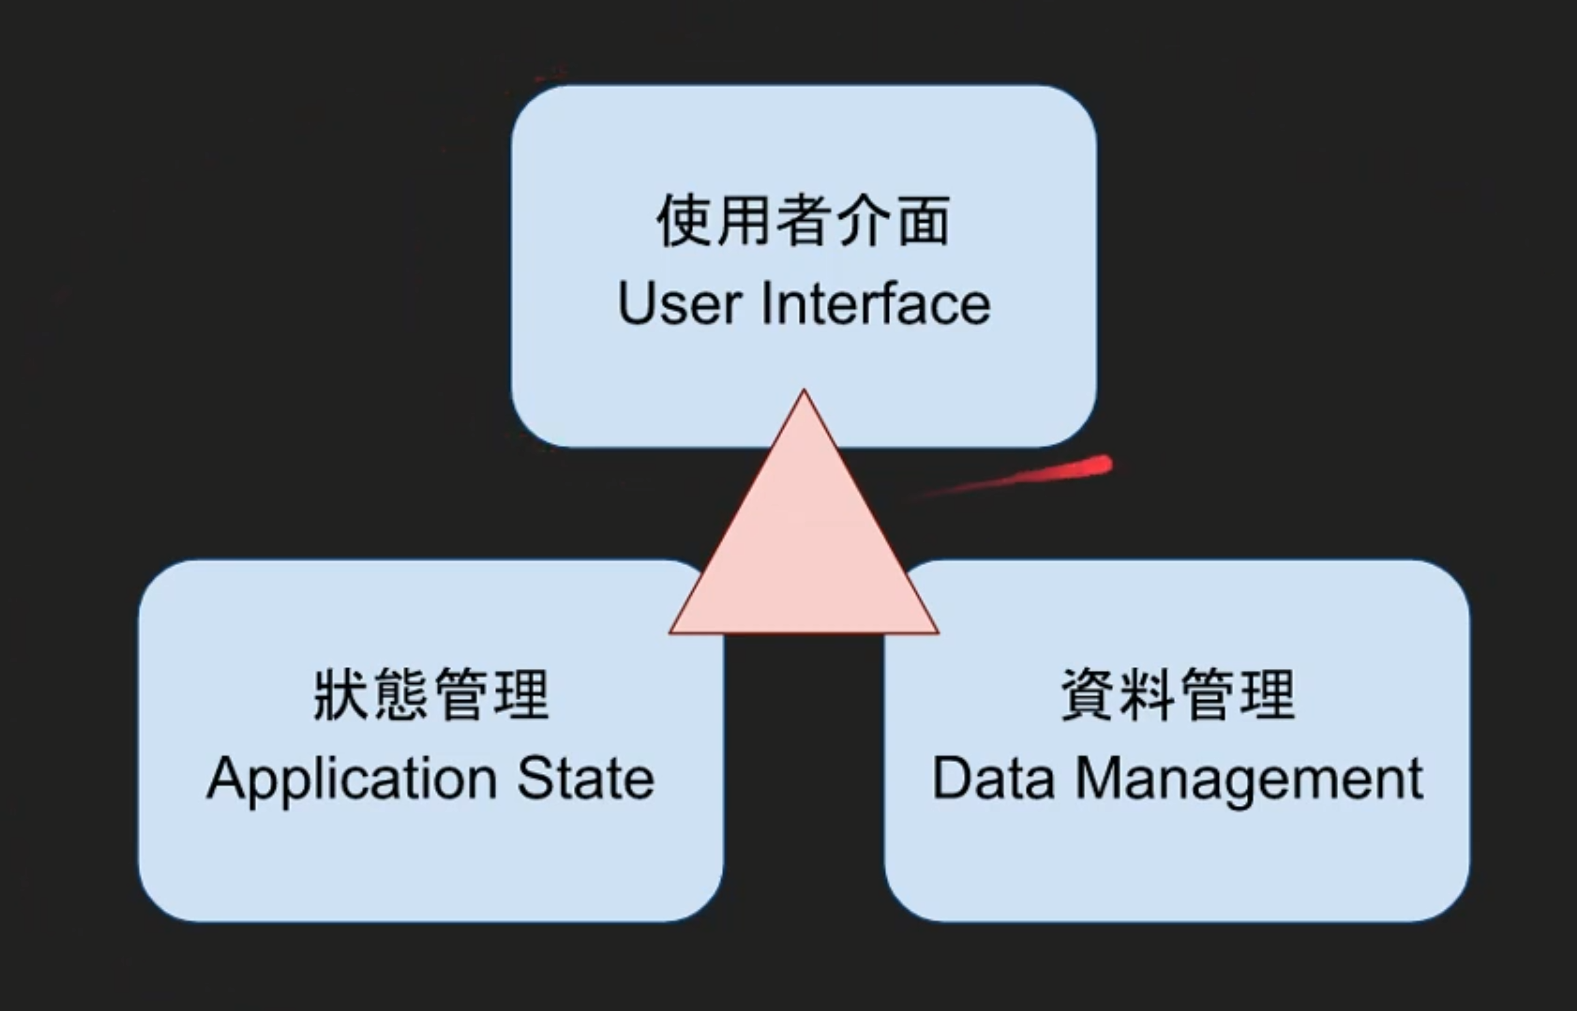 使用者介面
User Interface
狀態管理
Application State
資料管理
Data Management